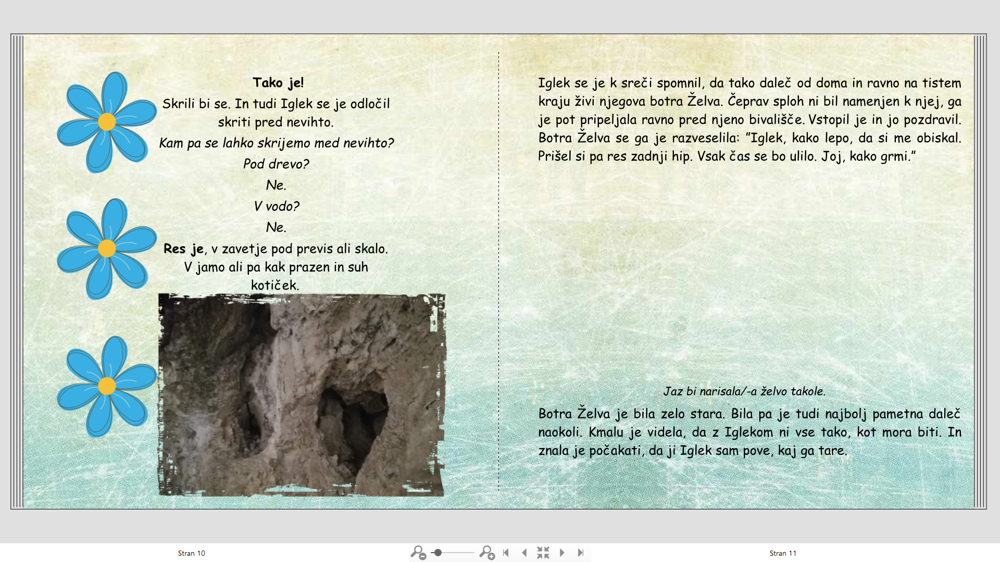 Tako je!
Skrili bi se. In tudi Iglek se je odločil
skriti pred nevihto.
Kam pa se lahko skrijemo med nevihto?
Pod drevo?
Ne.
V vodo?
Ne.
Res je, v zavetje pod previs ali skalo.
V jamo ali pa kak prazen in suh
kotiček.
Iglek se je k sreči spomnil, da tako daleč od doma in ravno na tistem
kraju živi njegova botra Želva. Čeprav sploh ni bil namenjen k njej, ga
je pot pripeljala ravno pred njeno bivališče. Vstopil je in jo pozdravil.
Botra Želva se ga je razveselila: "Iglek, kako lepo, da si me obiskal.
Prišel si pa res zadnji hip. Vsak čas se bo ulilo. Joj, kako grmi."
Jaz bi narisala/-a želvo takole.
Botra Želva je bila zelo stara. Bila pa je tudi najbolj pametna daleč
naokoli. Kmalu je videla, da z Iglekom ni vse tako, kot mora biti. In
znala je počakati, da ji Iglek sam pove, kaj ga tare.
Stran 10
Stran 11